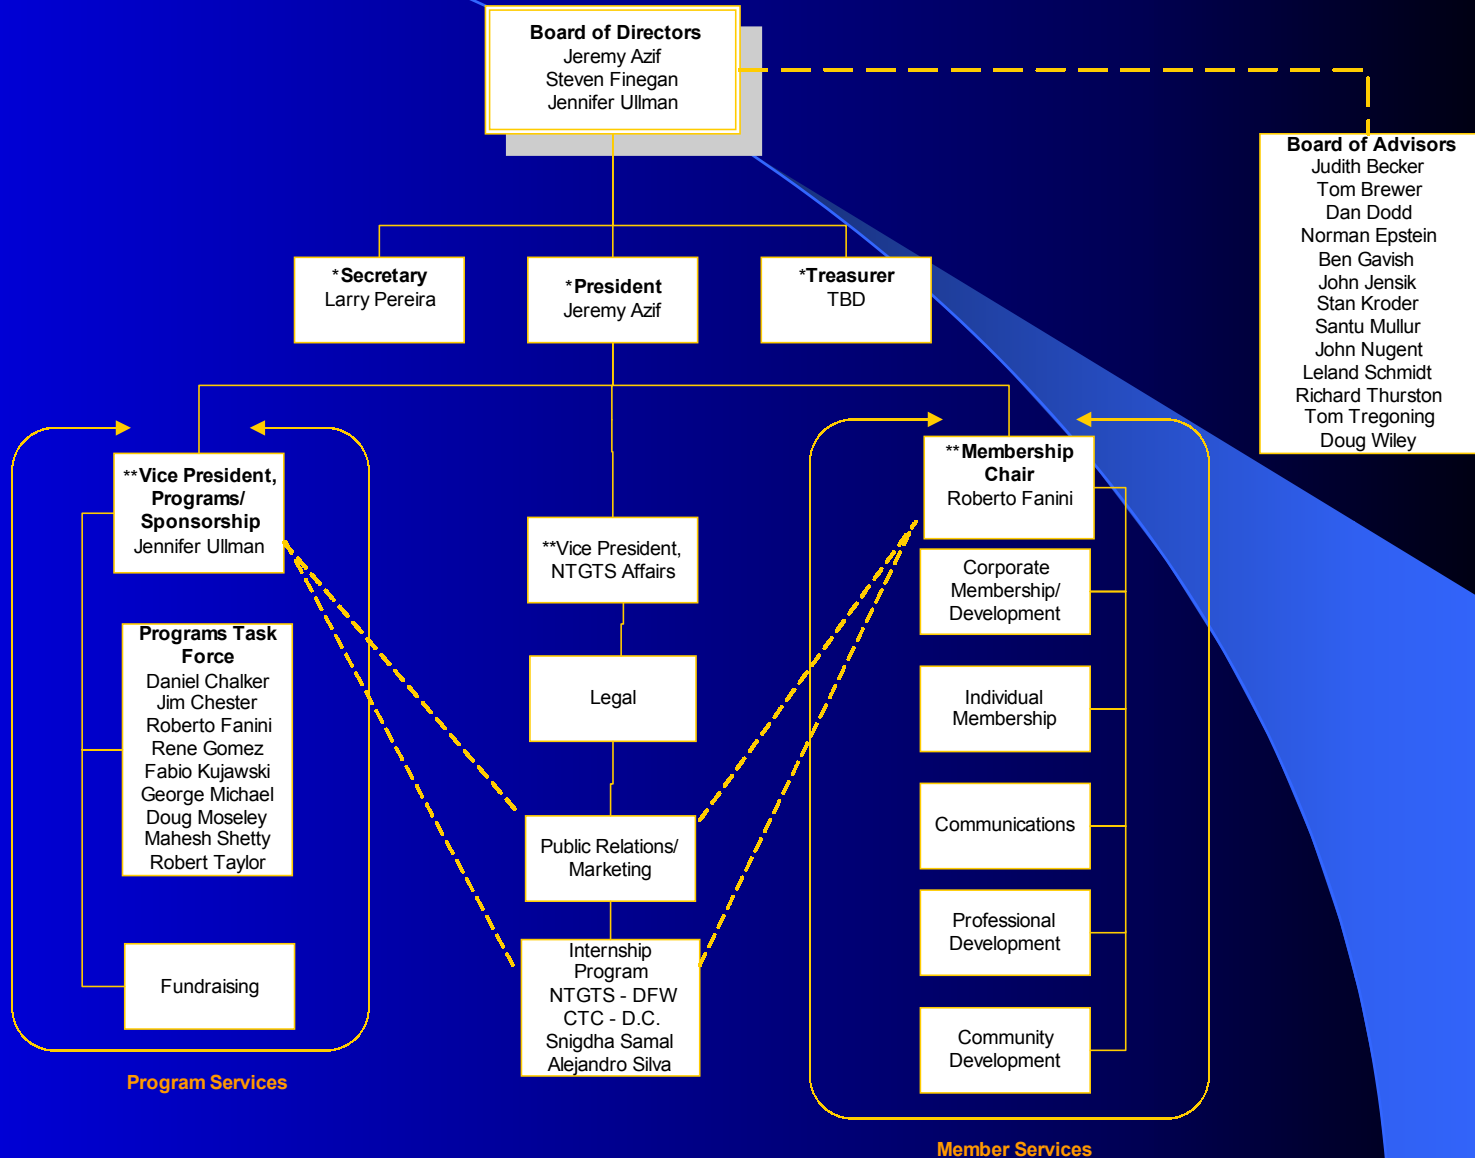 Board of Directors
Jeremy Azif
Steven Finegan
Jennifer Ullman
Board of Advisors
Judith Becker
Tom Brewer
Dan Dodd
Norman Epstein
Ben Gavish
John Jensik
Stan Kroder
Santu Mullur
John Nugent
Leland Schmidt
Richard Thurston
Tom Tregoning
Doug Wiley
*Secretary
Larry Pereira
*President
Jeremy Azif
*Treasurer
TBD
**Vice President,
Programs/
Sponsorship
Jennifer Ullman
Programs Task
Force
Daniel Chalker
Jim Chester
Roberto Fanini
Rene Gomez
Fabio Kujawski
George Michael
Doug Moseley
Mahesh Shetty
Robert Taylor
Fundraising
Program Services
**Vice President,
NTGTS Affairs
Legal
Public Relations/
Marketing
Internship
Program
NTGTS - DFW
CTC - D.C.
Snigdha Samal
Alejandro Silva
**Membership
Chair
Roberto Fanini
Corporate
Membership/
Development
Individual
Membership
Communications
Professional
Development
Community
Development
Member Services